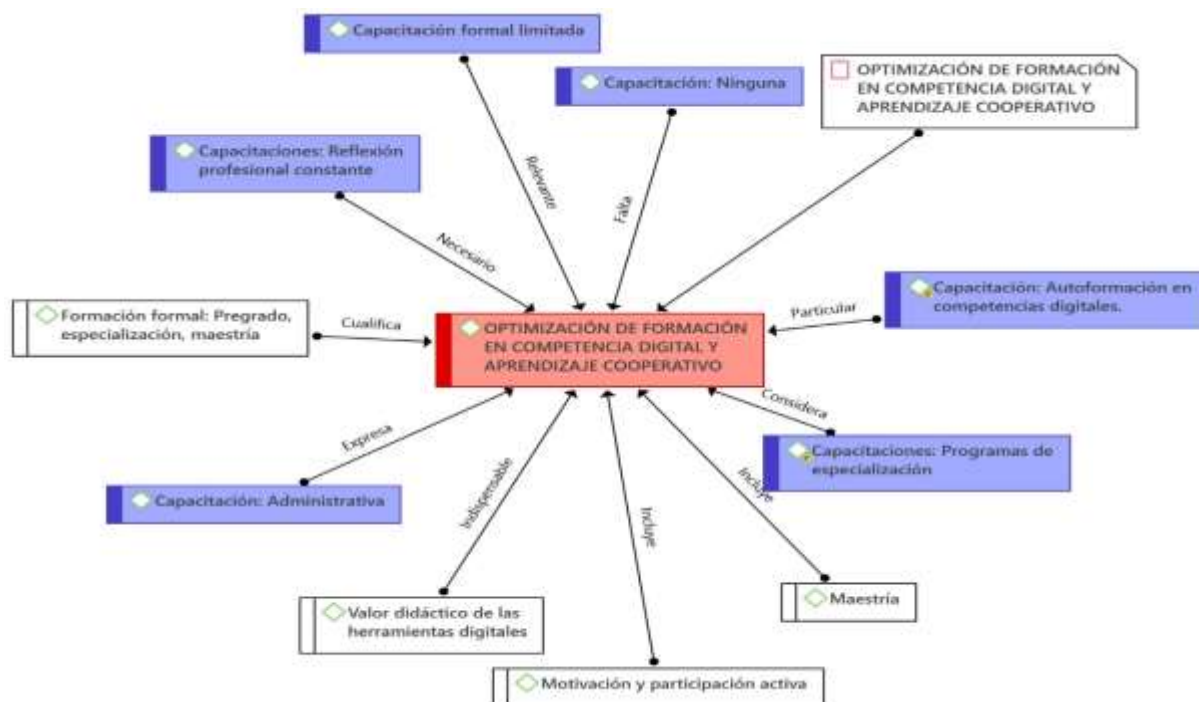 Capacitación formal limitada
Capacitación: Ninguna
OPTIMIZACIÓN DE FORMACIÓN
EN COMPETENCIA DIGITAL Y
APRENDIZAJE COOPERATIVO
Capacitaciones: Reflexión
profesional constante
Relevante
Falta
Necesario
Formación formal: Pregrado,
especialización, maestría
Cualifica
OPTIMIZACIÓN DE FORMACIÓN
EN COMPETENCIA DIGITAL Y
APRENDIZAJE COOPERATIVO
Particular
Capacitación: Autoformación en
competencias digitales.
Considera
Capacitaciones: Programas de
especialización
Expresa
Capacitación: Administrativa
Indispensable
Incluye
Incluye
Valor didáctico de las
herramientas digitales
Maestría
Motivación y participación activa